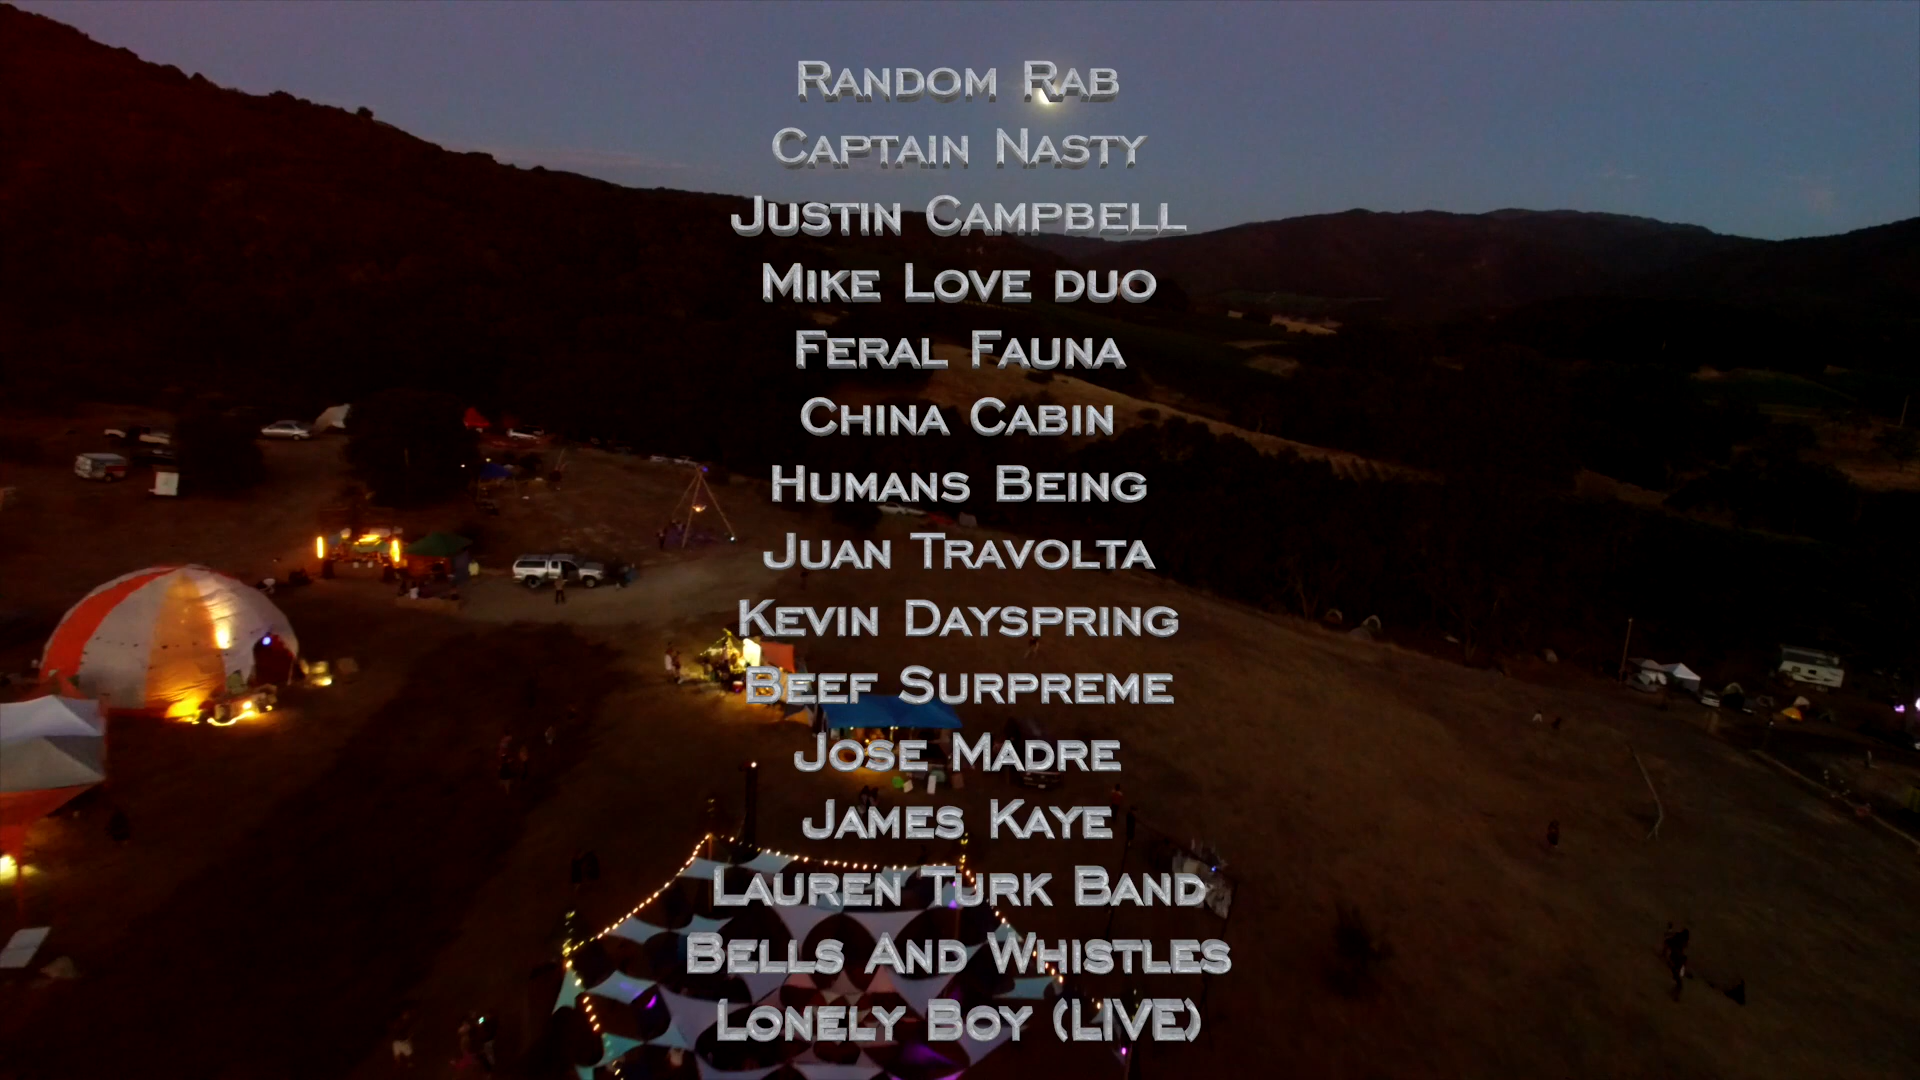 Random Rab
Captain Nasty
Justin Campbell
Mike Love duo
Feral Fauna
China Cabin
Humans Being
Juan Travolta
Kevin Dayspring
Beef Surpreme
Jose Madre
James Kaye
Lauren Turk Band
Bells And Whistles
Lonely Boy (LIVE)